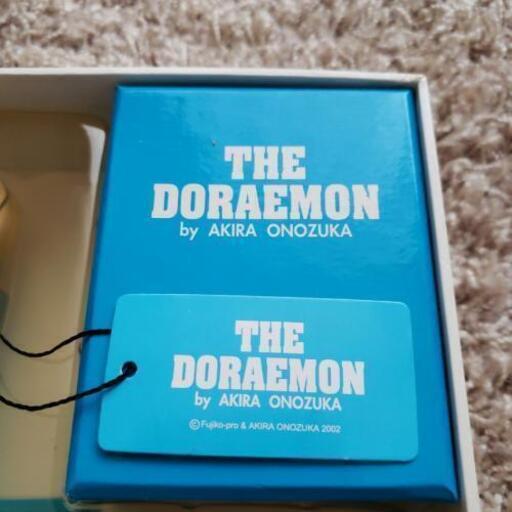 THE
DORAEMON
by AKIRA ONOZUKA
THE
DORAEMON
by AKIRA ONOZUKA
©Fujiko-pro & AKIRA ONOZUKA 2002